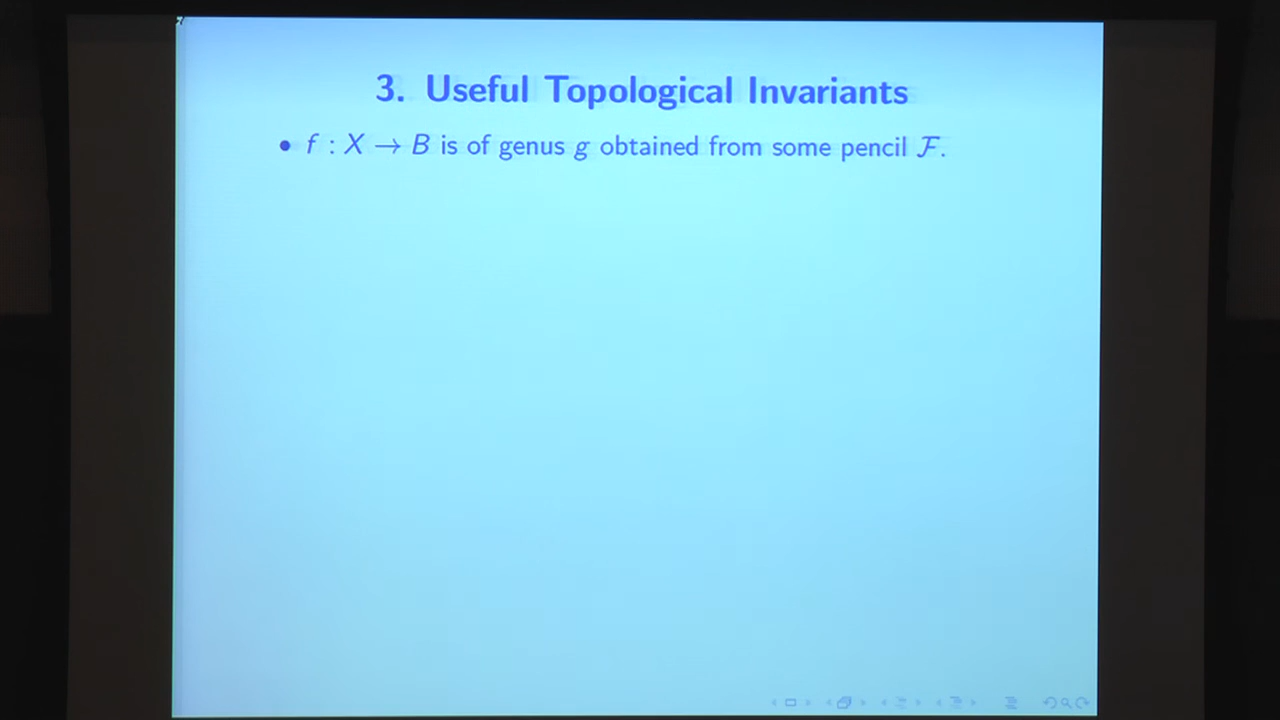 3. Useful Topological Invariants
• f : X → B is of genus g obtained from some pencil ℱ.